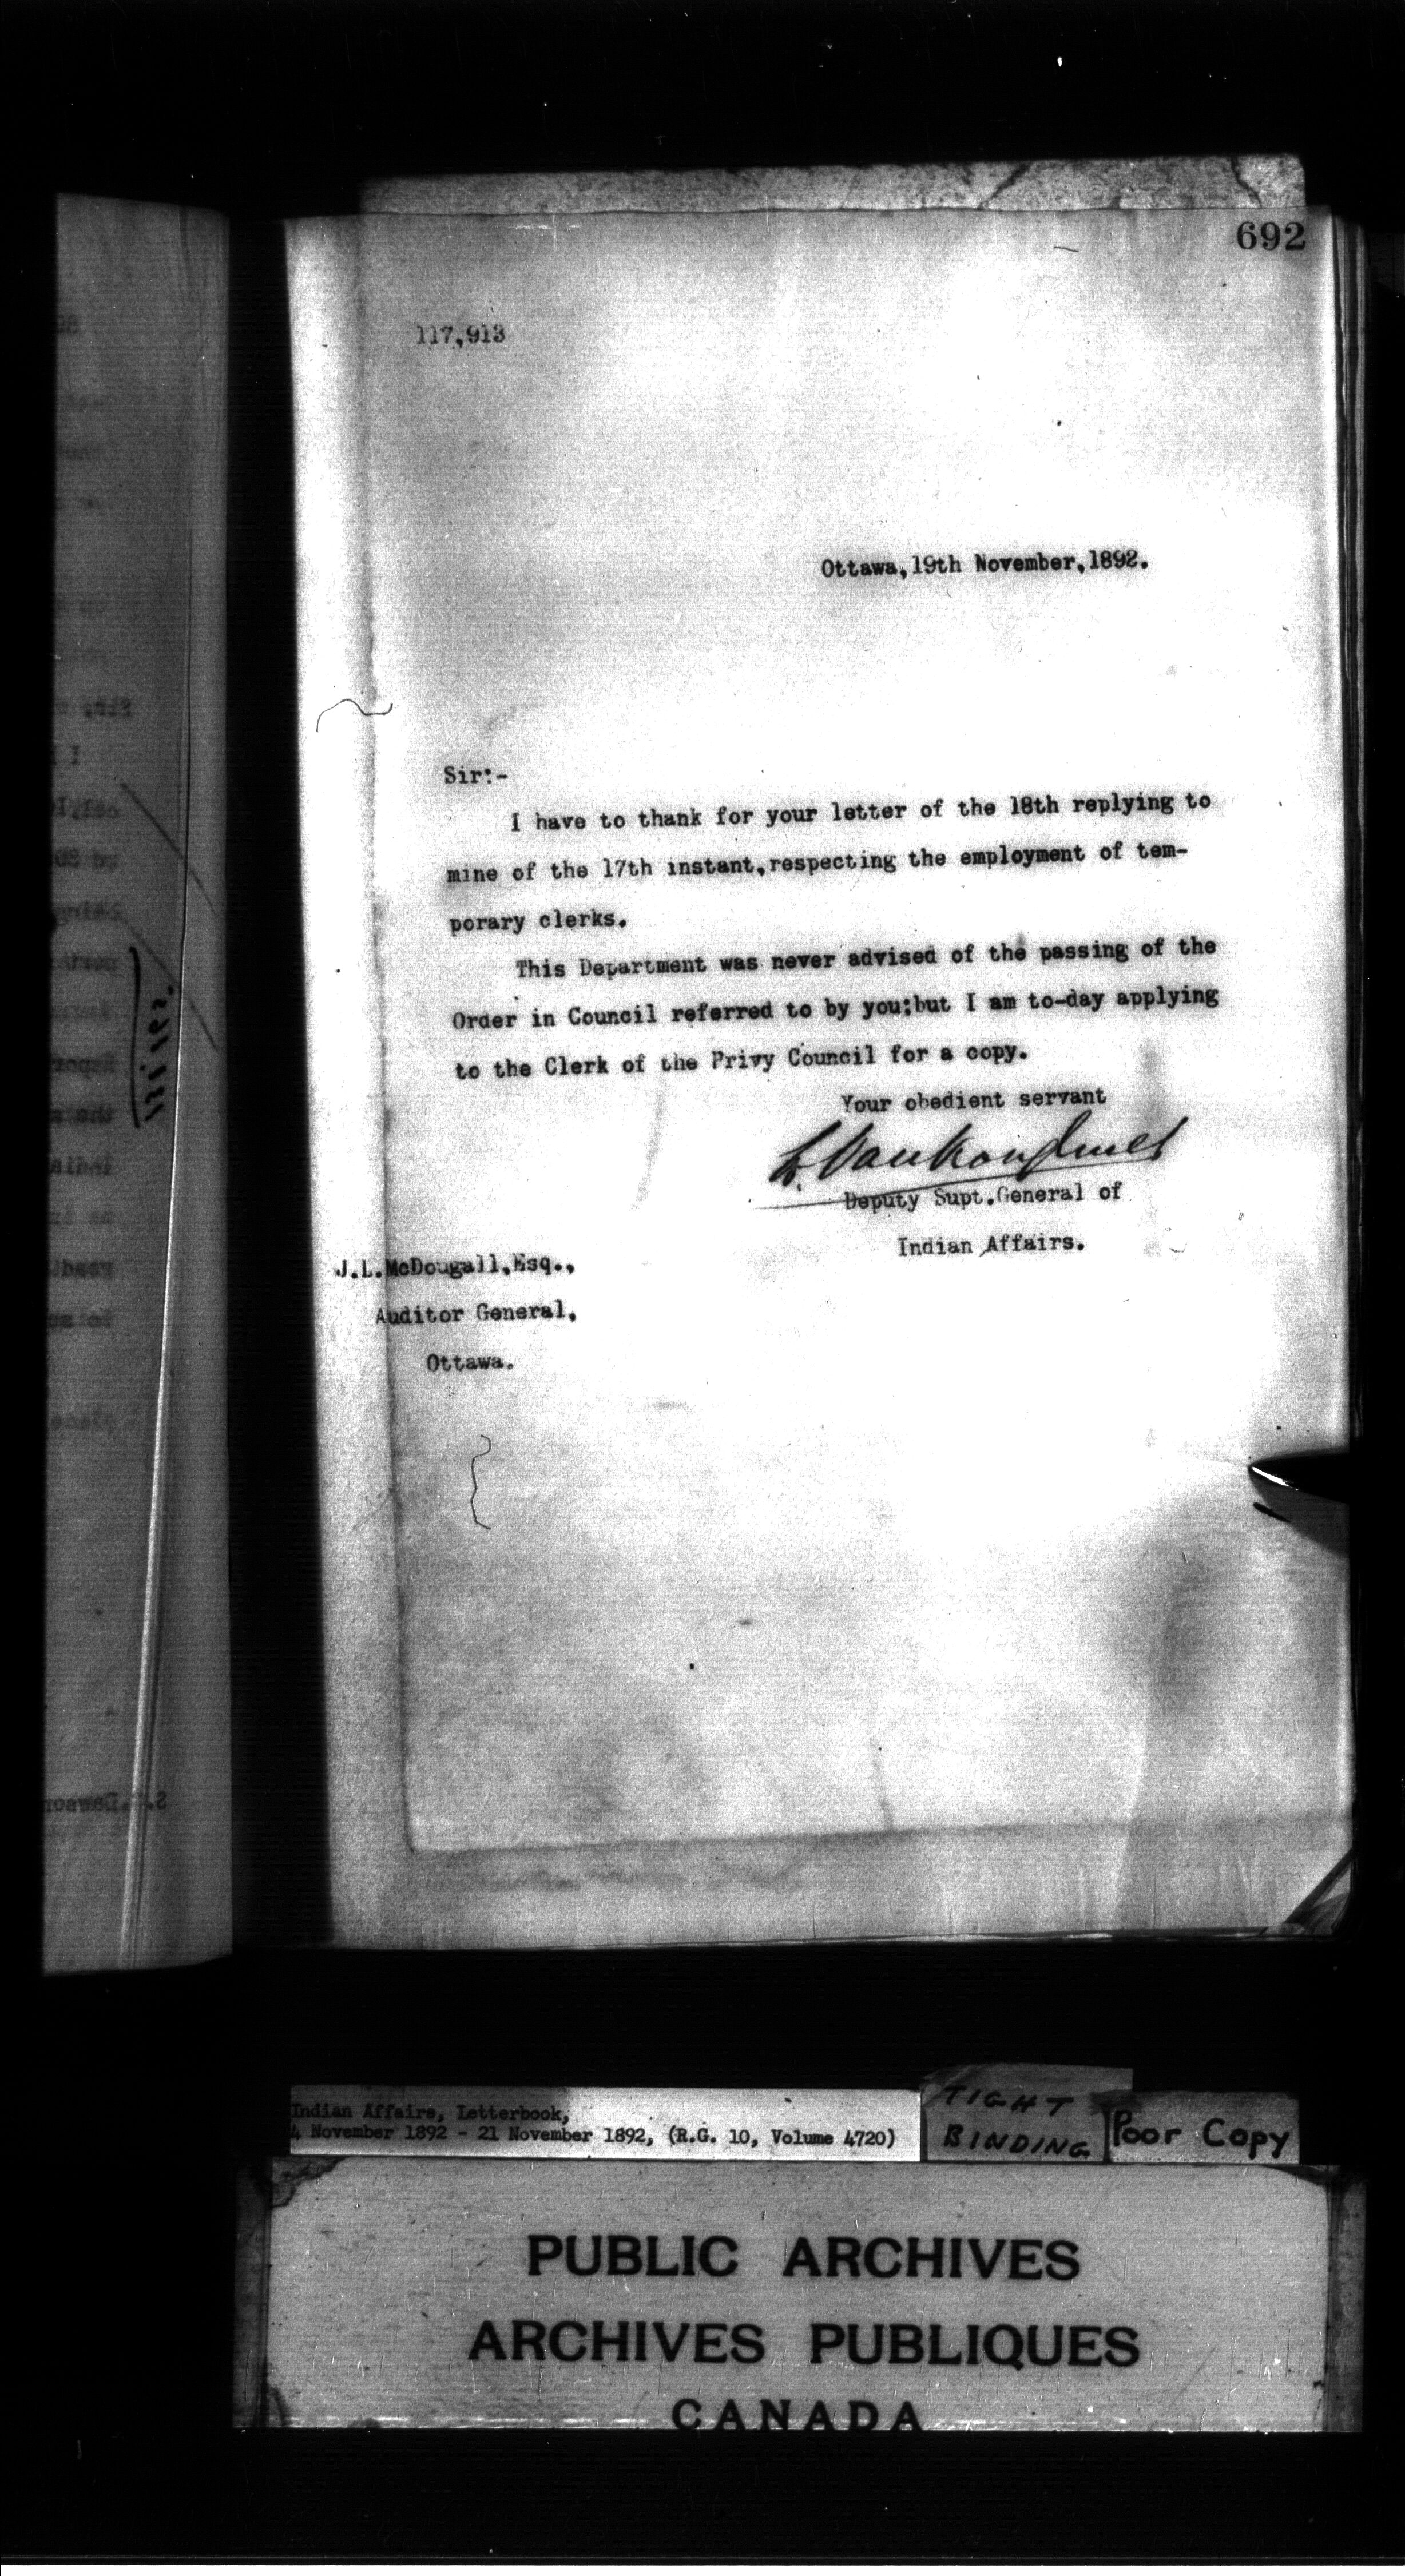 692
117,913
Ottawa,19th November,1892.
Sir:-
I have to thank for your letter of the 18th replying to
mine of the 17th instant,respecting the employment of tem-
porary clerks.
This Department was never advised of the passing of the
Order in Council referred to by you;but I am to-day applying
to the Clerk of the Privy Council for a copy.
Your obedient servant
L. Vankoughnet
Deputy Supt.General of
Indian Affairs.
J.L.McDougall,Esq.,
Auditor General,
Ottawa.
Indian Affairs, Letterbook,
4 November 1892 - 21 November 1892, (R.G. 10, Volume 4720)
TIGHT
BINDING
Poor Copy
PUBLIC ARCHIVES
ARCHIVES PUBLIQUES
CANADA